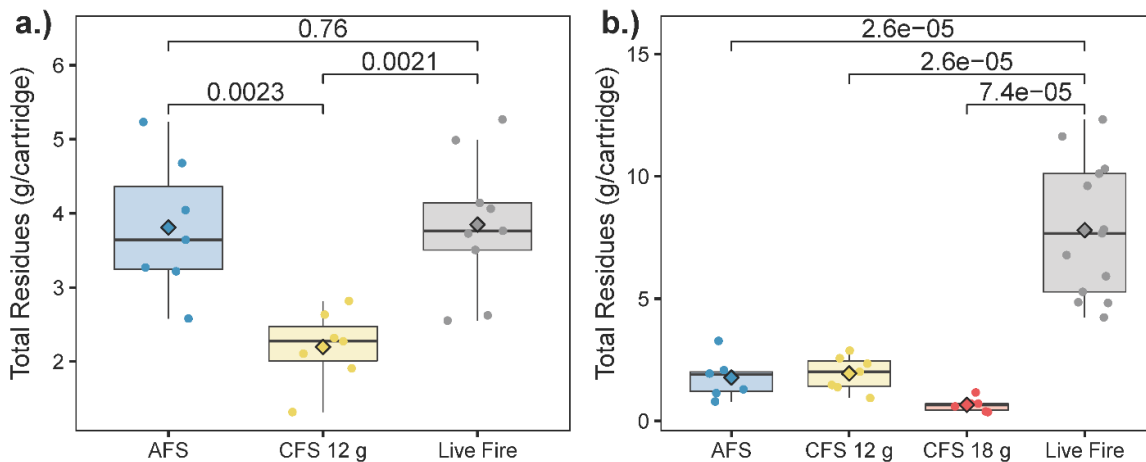 a.)
Total Residues (g/cartridge)
6
5
4
3
2
0.76
0.0021
0.0023
AFS
CFS 12 g
Live Fire
b.)
Total Residues (g/cartridge)
15
10
5
0
2.6e−05
2.6e−05
7.4e−05
AFS
CFS 12 g
CFS 18 g
Live Fire